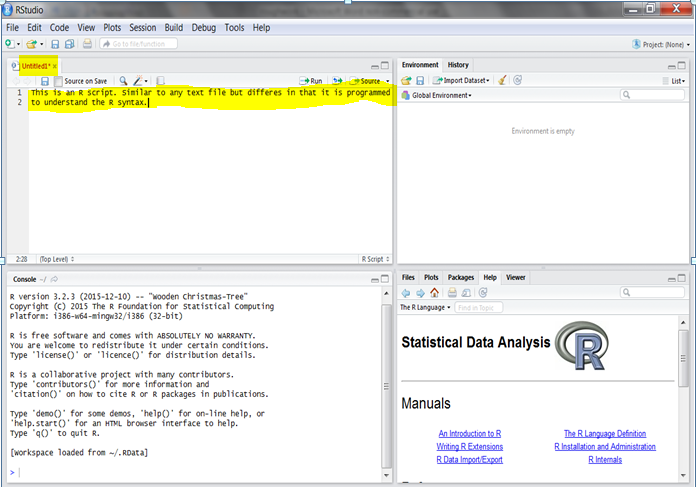 RStudio
File Edit Code View Plots Session Build Debug Tools Help
Go to file/function Project: (None)
Untitled1*
Source on Save Run Source
1 This is an R script. Similar to any text file but differes in that it is programmed
2 to understand the R syntax.
2:28 (Top Level) R Script
Environment History
Import Dataset List
Global Environment
Environment is empty
Console ~/
R version 3.2.3 (2015-12-10) -- "Wooden Christmas-Tree"
Copyright (C) 2015 The R Foundation for Statistical Computing
Platform: i386-w64-mingw32/i386 (32-bit)
R is free software and comes with ABSOLUTELY NO WARRANTY.
You are welcome to redistribute it under certain conditions.
Type 'license()' or 'licence()' for distribution details.
R is a collaborative project with many contributors.
Type 'contributors()' for more information and
'citation()' on how to cite R or R packages in publications.
Type 'demo()' for some demos, 'help()' for on-line help, or
'help.start()' for an HTML browser interface to help.
Type 'q()' to quit R.
[Workspace loaded from ~/.RData]
>
Files Plots Packages Help Viewer
The R Language Find in Topic
Statistical Data Analysis R
Manuals
An Introduction to R The R Language Definition
Writing R Extensions R Installation and Administration
R Data Import/Export R Internals